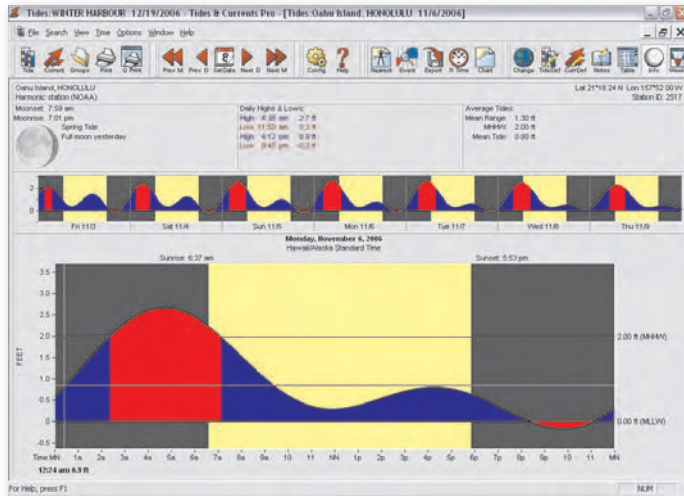 Tides: WINTER HARBOUR 12/19/2006 - Tides & Currents Pro - [Tides: Oahu Island, HONOLULU 11/6/2006]
File Search View Time Options Window Help
Tide Current Groups Print Q Print Prev M Prev D SetDate Next D Next M Config Help Nearest Event Export R Time Chart Change TideDef CurrDef Notes Table Info Week
Oahu Island, HONOLULU Lat 21°18.24 N Lon 157°52.00 W
Harmonic station (NOAA) Station ID: 2517
Moonset: 7:59 am Daily Highs & Lows: Average Tides:
Moonrise: 7:01 pm High 4:38 am 2.7 ft Mean Range: 1.30 ft
Spring Tide Low 11:50 am 0.3 ft MHHW: 2.00 ft
Full moon yesterday High 4:12 pm 0.8 ft Mean Tide: 0.80 ft
Low 9:45 pm -0.2 ft
2
0
Fri 11/3 Sat 11/4 Sun 11/5 Mon 11/6 Tue 11/7 Wed 11/8 Thu 11/9
Monday, November 6, 2006
Hawaii/Alaska Standard Time
Sunrise: 6:37 am Sunset: 5:53 pm
3.5
3.0
2.5
2.0 2.00 ft (MHHW)
1.5
FEET
1.0
0.5
0.0 0.00 ft (MLLW)
-0.5
Time MN 1a 2a 3a 4a 5a 6a 7a 8a 9a 10 11 NN 1p 2p 3p 4p 5p 6p 7p 8p 9p 10 11 MN
12:24 am 0.9 ft
For Help, press F1 NUM